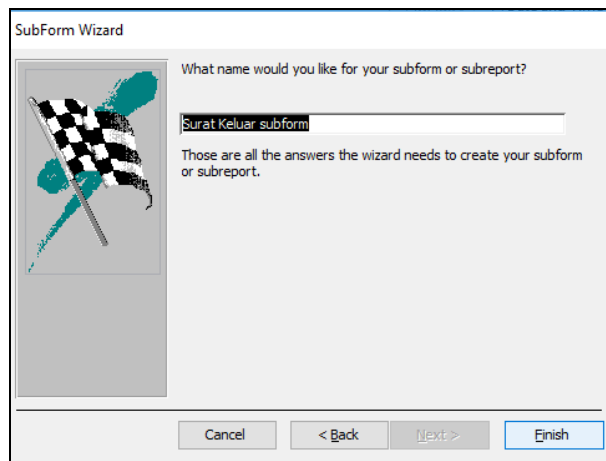 SubForm Wizard
What name would you like for your subform or subreport?
Surat Keluar subform
Those are all the answers the wizard needs to create your subform
or subreport.
Cancel
< Back
Next >
Finish